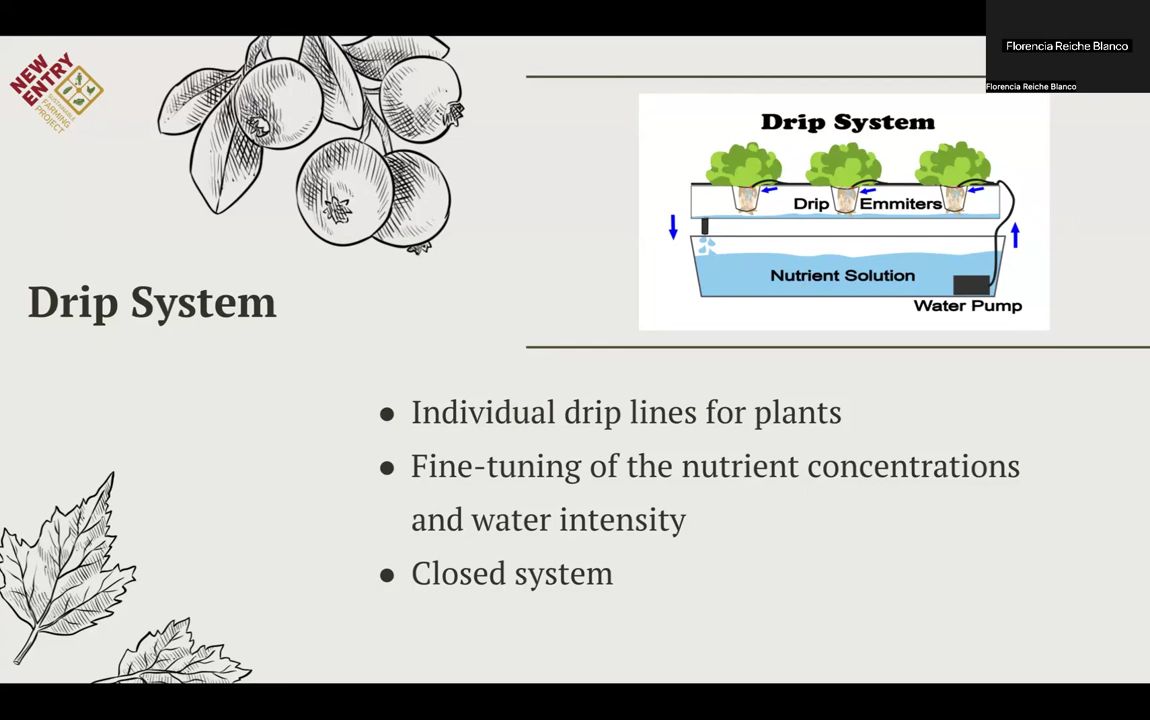 Florencia Reiche Blanco
Florencia Reiche Blanco
NEW
ENTRY
SUSTAINABLE
FARMING
PROJECT
Drip System
Drip Emmiters
Nutrient Solution
Water Pump
Drip System
● Individual drip lines for plants
● Fine-tuning of the nutrient concentrations
and water intensity
● Closed system